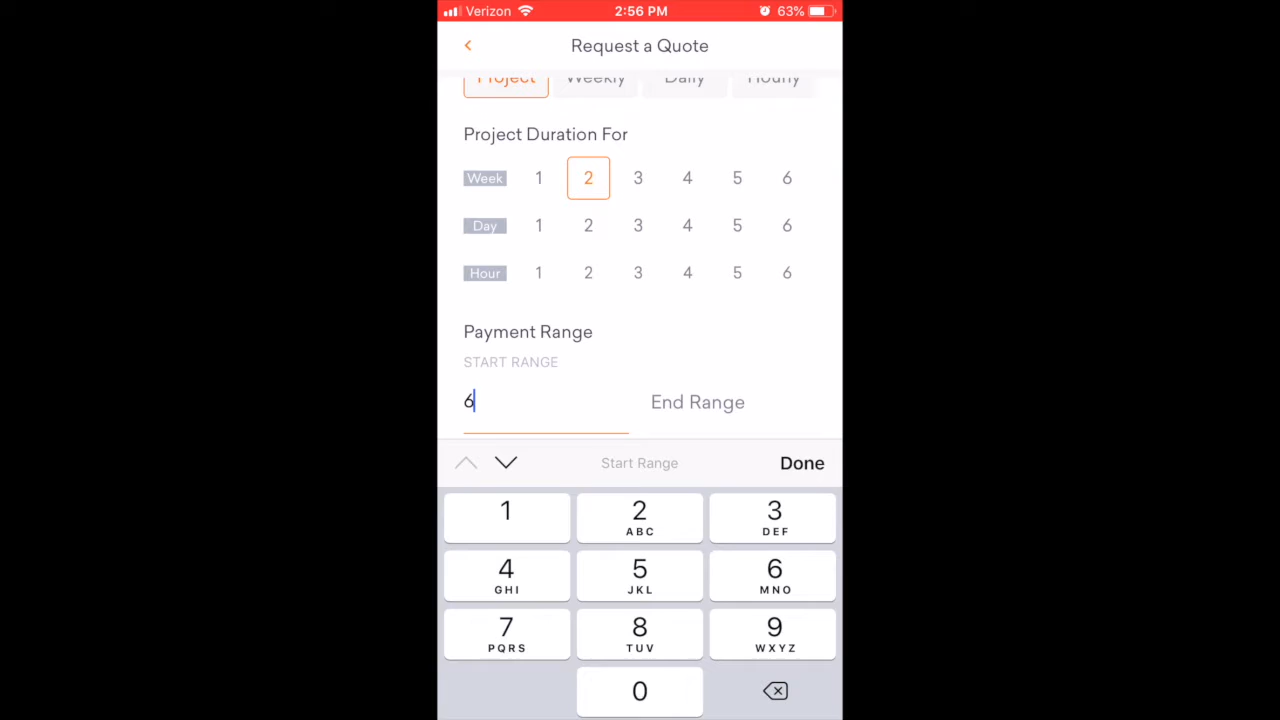 Verizon 2:56 PM 63%
Request a Quote
Project Weekly Daily Hourly
Project Duration For
Week 1 2 3 4 5 6
Day 1 2 3 4 5 6
Hour 1 2 3 4 5 6
Payment Range
START RANGE
6 End Range
Start Range Done
1 2 3
ABC DEF
4 5 6
GHI JKL MNO
7 8 9
PQRS TUV WXYZ
0